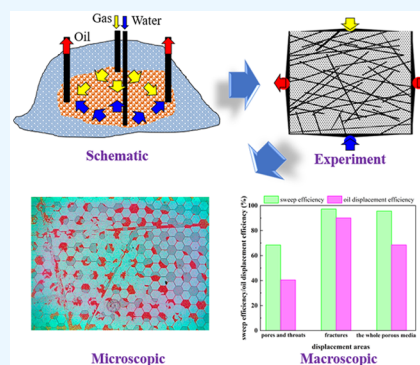 Gas
Water
Oil
Schematic
Experiment
Microscopic
sweep efficiency
oil displacement efficiency
sweep efficiency/oil displacement efficiency (%)
100
80
60
40
20
0
pores and throats
fractures
the whole porous media
displacement areas
Macroscopic